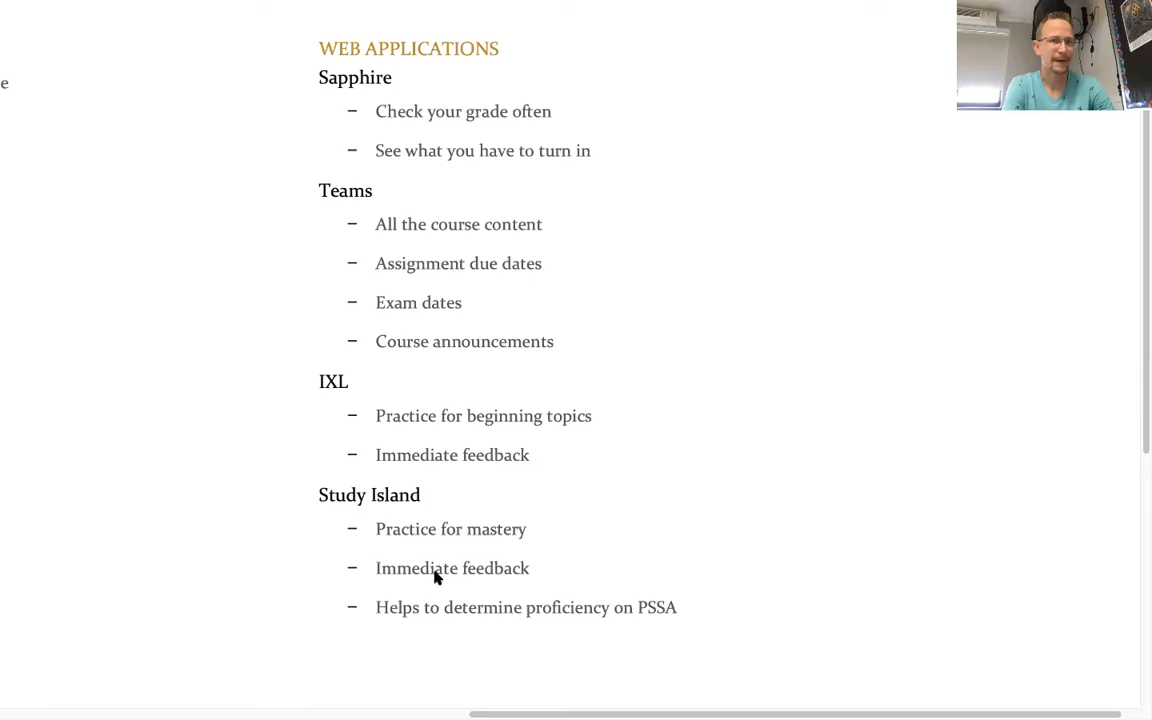 WEB APPLICATIONS
e
Sapphire
– Check your grade often
– See what you have to turn in
Teams
– All the course content
– Assignment due dates
– Exam dates
– Course announcements
IXL
– Practice for beginning topics
– Immediate feedback
Study Island
– Practice for mastery
– Immediate feedback
– Helps to determine proficiency on PSSA